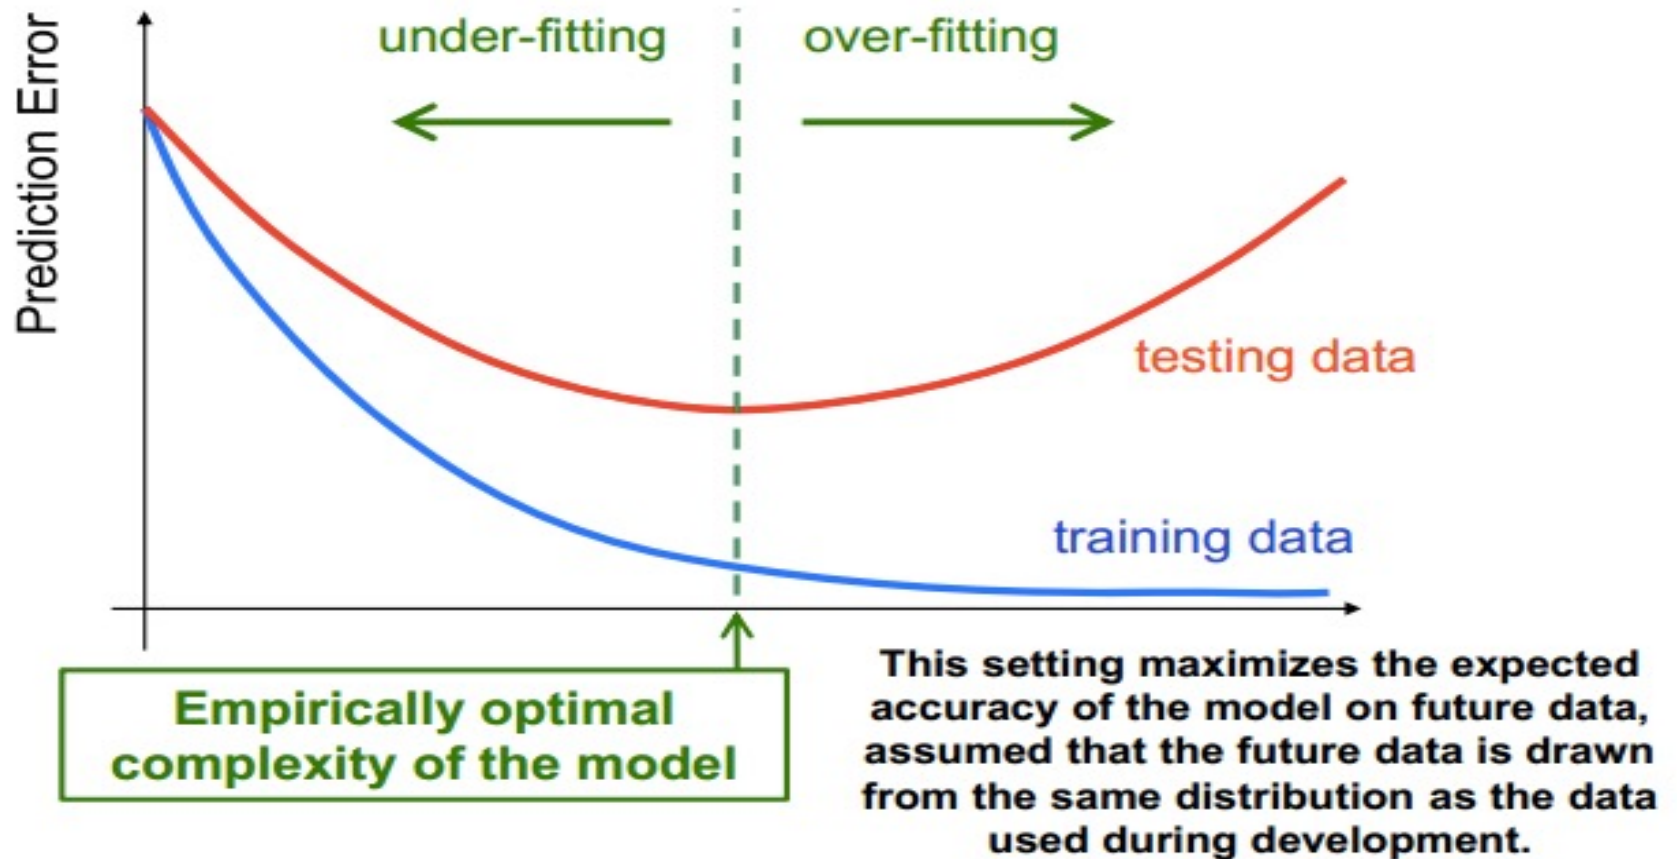 Prediction Error
under-fitting
over-fitting
testing data
training data
Empirically optimal
complexity of the model
This setting maximizes the expected
accuracy of the model on future data,
assumed that the future data is drawn
from the same distribution as the data
used during development.